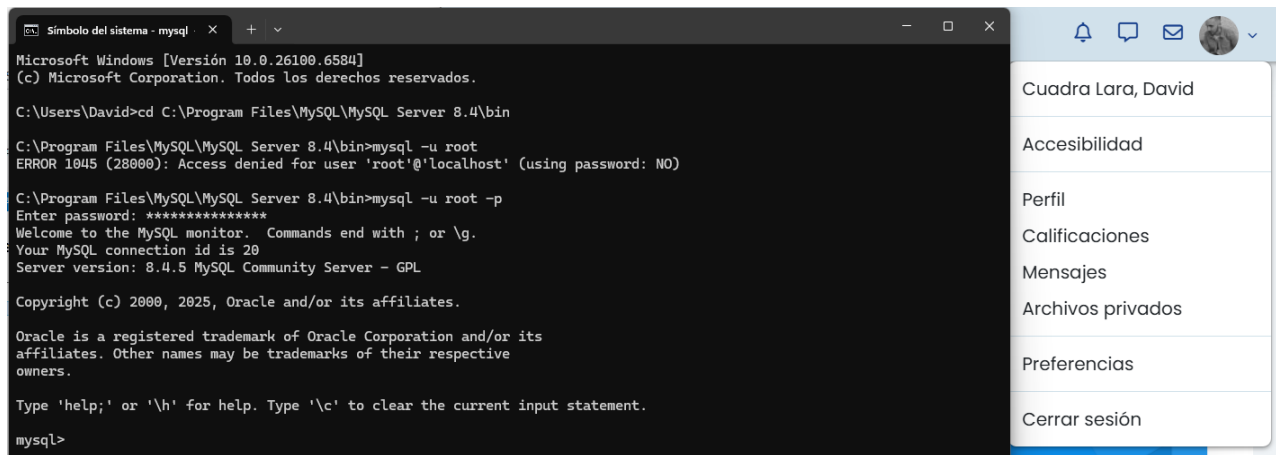 Símbolo del sistema - mysql
Microsoft Windows [Versión 10.0.26100.6584]
(c) Microsoft Corporation. Todos los derechos reservados.
C:\Users\David>cd C:\Program Files\MySQL\MySQL Server 8.4\bin
C:\Program Files\MySQL\MySQL Server 8.4\bin>mysql -u root
ERROR 1045 (28000): Access denied for user 'root'@'localhost' (using password: NO)
C:\Program Files\MySQL\MySQL Server 8.4\bin>mysql -u root -p
Enter password: ***************
Welcome to the MySQL monitor.  Commands end with ; or \g.
Your MySQL connection id is 20
Server version: 8.4.5 MySQL Community Server - GPL
Copyright (c) 2000, 2025, Oracle and/or its affiliates.
Oracle is a registered trademark of Oracle Corporation and/or its
affiliates. Other names may be trademarks of their respective
owners.
Type 'help;' or '\h' for help. Type '\c' to clear the current input statement.
mysql>
Cuadra Lara, David
Accesibilidad
Perfil
Calificaciones
Mensajes
Archivos privados
Preferencias
Cerrar sesión